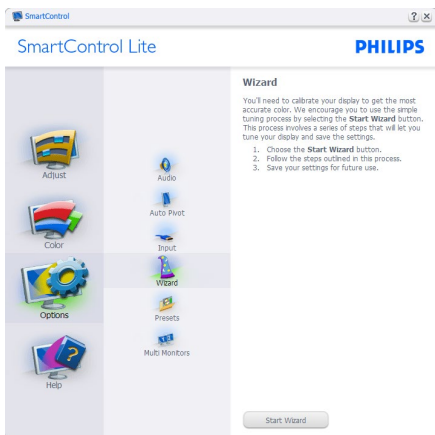 SmartControl
? x
SmartControl Lite
PHILIPS
Adjust
Color
Options
Help
Audio
Auto Pivot
Input
Wizard
Presets
Multi Monitors
Wizard
You'll need to calibrate your display to get the most
accurate color. We encourage you to use the simple
tuning process by selecting the Start Wizard button.
This process involves a series of steps that will let you
tune your display and save the settings.
1. Choose the Start Wizard button.
2. Follow the steps outlined in this process.
3. Save your settings for future use.
Start Wizard